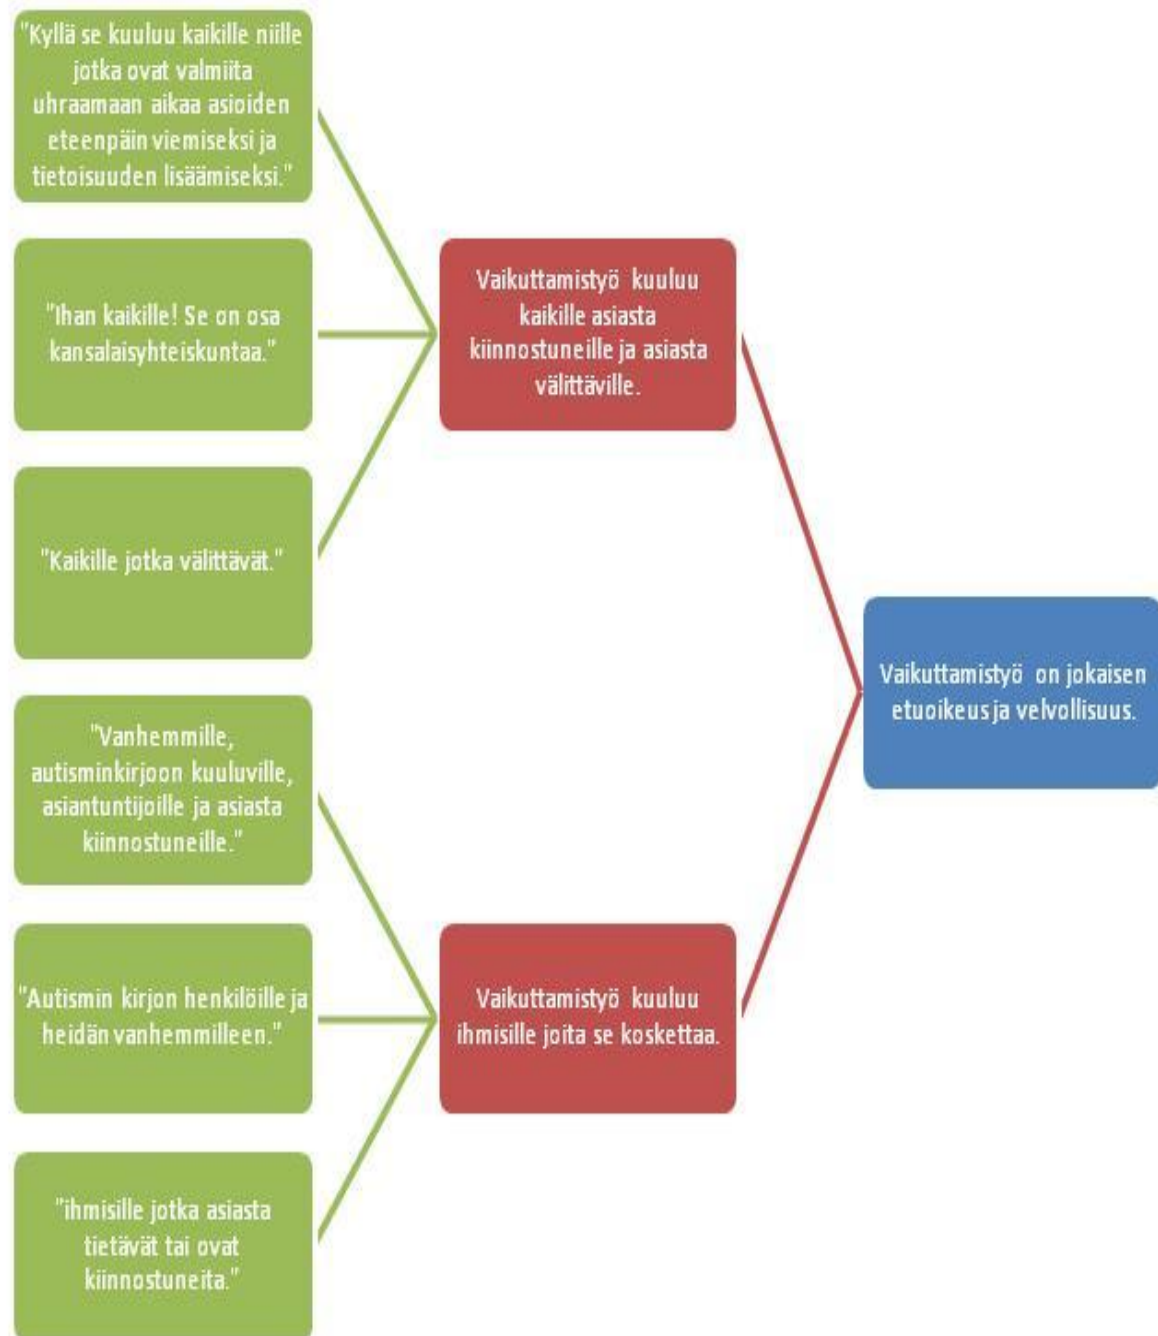 "Kyllä se kuuluu kaikille niille
jotka ovat valmiita
uhraamaan aikaa asioiden
eteenpäin viemiseksi ja
tietoisuuden lisäämiseksi."
"Ihan kaikille! Se on osa
kansalaisyhteiskuntaa."
"Kaikille jotka välittävät."
"Vanhemmille,
autisminkirjoon kuuluville,
asiantuntijoille ja asiasta
kiinnostuneille."
"Autismin kirjon henkilöille ja
heidän vanhemmilleen."
"ihmisille jotka asiasta
tietävät tai ovat
kiinnostuneita."
Vaikuttamistyö kuuluu
kaikille asiasta
kiinnostuneille ja asiasta
välittäville.
Vaikuttamistyö kuuluu
ihmisille joita se koskettaa.
Vaikuttamistyö on jokaisen
etuoikeus ja velvollisuus.